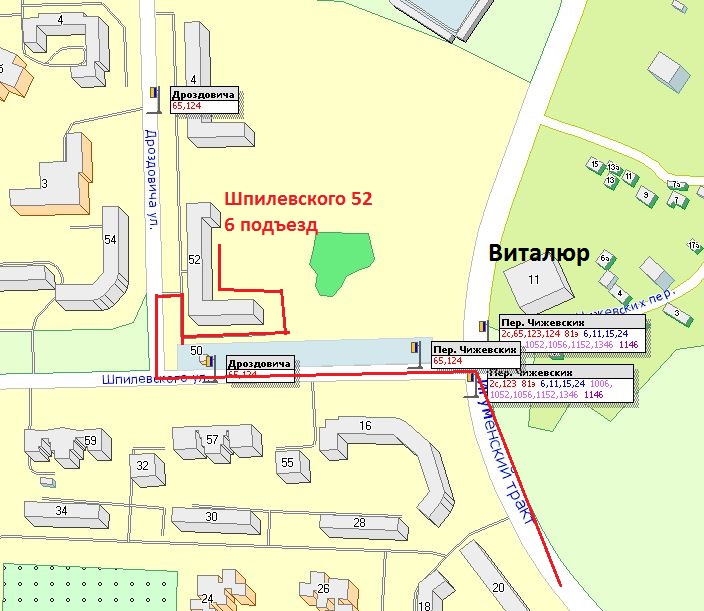 4
4
Дроздовича
65,124
Дроздовича ул.
3
15
13а
13
11
9
7а
7
Шпилевского 52
6 подъезд
54
52
17а
Виталюр
6а
11
4
3
Чижевских пер.
Пер. Чижевских
2с,65,123,124 81э 6,11,15,24
1052,1056,1152,1346 1146
50
Пер. Чижевских
65,124
Дроздовича
65,124
Шпилевского ул.
Пер. Чижевских
2с,123 81э 6,11,15,24 1006,
1052,1056,1152,1346 1146
Игуменский тракт
59
57
16
32
55
34
30
28
24
26
18
20